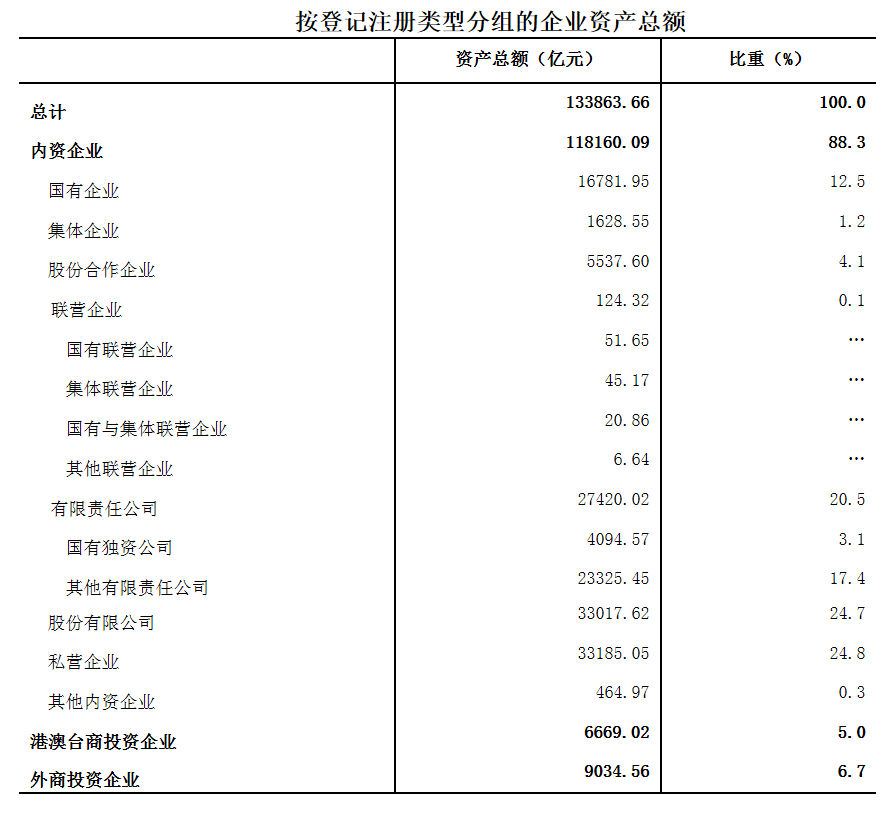 按登记注册类型分组的企业资产总额
资产总额（亿元） 比重（%）
总计 133863.66 100.0
内资企业 118160.09 88.3
国有企业 16781.95 12.5
集体企业 1628.55 1.2
股份合作企业 5537.60 4.1
联营企业 124.32 0.1
国有联营企业 51.65 …
集体联营企业 45.17 …
国有与集体联营企业 20.86 …
其他联营企业 6.64 …
有限责任公司 27420.02 20.5
国有独资公司 4094.57 3.1
其他有限责任公司 23325.45 17.4
股份有限公司 33017.62 24.7
私营企业 33185.05 24.8
其他内资企业 464.97 0.3
港澳台商投资企业 6669.02 5.0
外商投资企业 9034.56 6.7